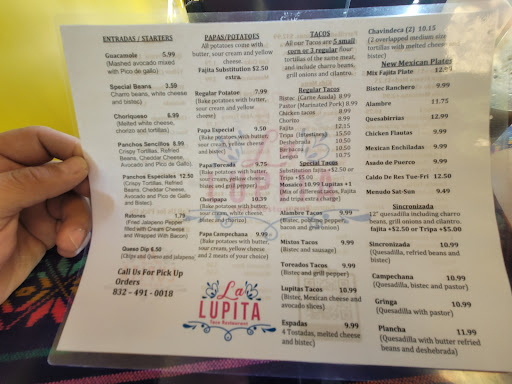 ENTRADAS / STARTERS
Guacamole 5.99
(Mashed avocado mixed
with Pico de gallo)
Special Beans 3.59
(Charro beans, white cheese
and bistec)
Choriqueso 6.99
(Malted white cheese,
chorizo and tortillas)
Panchos Sencillos 8.99
(Crispy Tortillas, Refried
Beans, Cheddar Cheese,
Avocado and Pico De Gallo)
Panchos Especiales 12.50
(Crispy Tortillas, Refried
Beans, Cheddar Cheese,
Avocado, Pico De Gallo and
Bistec)
Ratones 1.79
(Fried Jalapeno Pepper
filled with Cream Cheese
and Wrapped With Bacon)
Queso Dip 6.50
(Chips and Queso and jalapeño)
Call Us For Pick Up
Orders
832 - 491 - 0018
PAPAS/POTATOES
All potatoes come with
butter, sour cream and yellow
cheese.
Fajita Substitution $2.50
extra.
Regular Potatoe 7.99
(Bake potatoes with butter,
sour cream and yellow
cheese)
Papa Especial 9.50
(Bake potatoes with butter,
sour cream, yellow cheese
and bistec)
Papa Torcada 9.75
(Bake potatoes with butter,
sour cream, yellow cheese,
bistec and grill pepper)
Choripapa 10.39
(Bake potatoes with butter,
sour cream, white cheese,
bistec and chorizo)
Papa Campechana 9.99
(Bake potatoes with butter,
sour cream, yellow cheese
and 2 meats of your choice)
La
LUPITA
Taco Restaurant
TACOS
All our Tacos are 5 small
corn or 3 regular flour
tortillas of the same meat,
and include charro beans,
grill onions and cilantro.
Regular Tacos
Bistec (Carne Asada) 8.99
Pastor (Marinated Pork) 8.99
Chicken tacos 8.99
Chorizo 8.99
Fajita 12.15
Tripa (Intestines) 10.50
Deshebrada 10.50
Barbacoa 10.50
Lengua 10.75
Special Tacos
Substitution fajita +$2.50 or
Tripa +$5.00
Mosaico 10.99 Lupitas +1
(Mix of different tacos, Fajita
and tripa extra charge)
Alambre Tacos 9.99
(Bistec, poblano pepper,
bacon and grill onion)
Mixtos Tacos 9.99
(Bistec and sausage)
Toreados Tacos 9.99
(Bistec and grill pepper)
Lupitas Tacos 10.99
(Bistec, Mexican cheese and
avocado slices)
Espadas 9.99
4 Tostadas, melted cheese
and bistec)
Chavindeca (2) 10.15
(2 overlapped medium size
tortillas with melted cheese
bistec)
New Mexican Plates
Mix Fajita Plate 12.99
Bistec Ranchero 9.99
Alambre 11.75
Quesabirrias 12.99
Chicken Flautas 9.99
Mexican Enchiladas 9.99
Asado de Puerco 9.99
Caldo De Res Tue-Fri 12.50
Menudo Sat-Sun 9.49
Sincronizada
12" quesadilla including charro
beans, grill onions and cilantro.
fajita +$2.50 or Tripa +$5.00
Sincronizada 10.99
(Quesadilla, refried beans and
bistec)
Campechana 10.99
(Quesadilla, bistec and pastor)
Gringa 10.99
(Quesadilla with pastor)
Plancha 11.99
(Quesadilla with butter refried
beans and deshebrada)